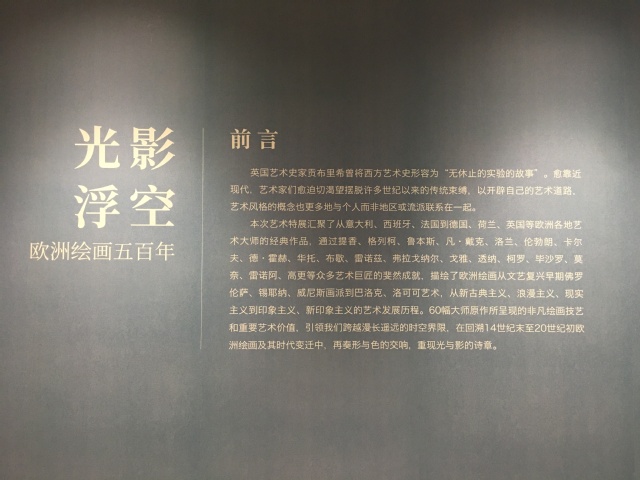 光影
浮空
欧洲绘画五百年
前言
英国艺术史家贡布里希曾将西方艺术史形容为“无休止的实验的故事”。愈靠近
现代，艺术家们愈迫切渴望摆脱许多世纪以来的传统束缚，以开辟自己的艺术道路，
艺术风格的概念也更多地与个人而非地区或流派联系在一起。
本次艺术特展汇聚了从意大利、西班牙、法国到德国、荷兰、英国等欧洲各地艺
术大师的经典作品，通过提香、格列柯、鲁本斯、凡·戴克、洛兰、伦勃朗、卡尔
夫、德·霍赫、华托、布歇、雷诺兹、弗拉戈纳尔、戈雅、透纳、柯罗、毕沙罗、莫
奈、雷诺阿、高更等众多艺术巨匠的斐然成就，描绘了欧洲绘画从文艺复兴早期佛罗
伦萨、锡耶纳、威尼斯画派到巴洛克、洛可可艺术，从新古典主义、浪漫主义、现实
主义到印象主义、新印象主义的艺术发展历程。60幅大师原作所呈现的非凡绘画技艺
和重要艺术价值，引领我们跨越漫长遥远的时空界限，在回溯14世纪末至20世纪初欧
洲绘画及其时代变迁中，再奏形与色的交响，重现光与影的诗章。